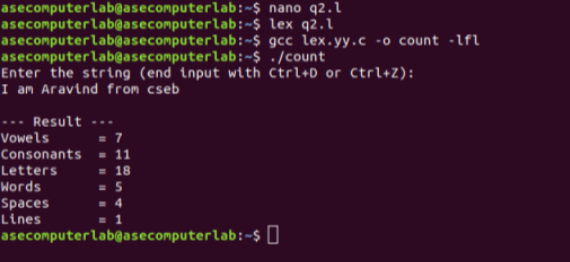 asecomputerlab@asecomputerlab:~$ nano q2.l
asecomputerlab@asecomputerlab:~$ lex q2.l
asecomputerlab@asecomputerlab:~$ gcc lex.yy.c -o count -lfl
asecomputerlab@asecomputerlab:~$ ./count
Enter the string (end input with Ctrl+D or Ctrl+Z):
I am Aravind from cseb

--- Result ---
Vowels      = 7
Consonants  = 11
Letters     = 18
Words       = 5
Spaces      = 4
Lines       = 1
asecomputerlab@asecomputerlab:~$